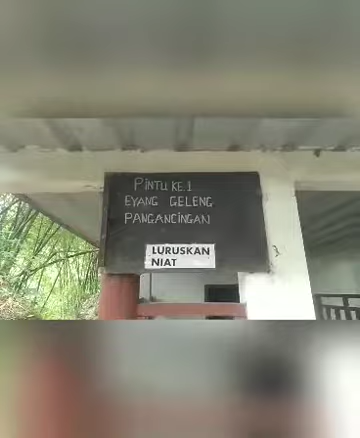 PINTU KE.1
EYANG GELENG
PANGANCINGAN
LURUSKAN
NIAT